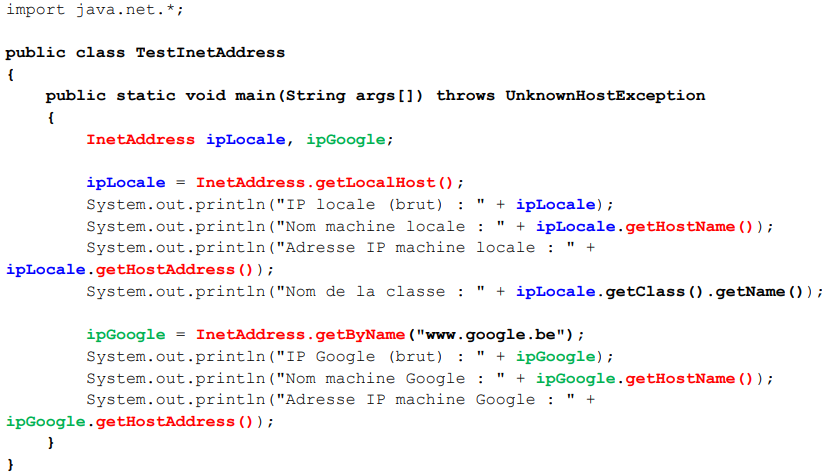 import java.net.*;
public class TestInetAddress
{
    public static void main(String args[]) throws UnknownHostException
    {
        InetAddress ipLocale, ipGoogle;
        ipLocale = InetAddress.getLocalHost();
        System.out.println("IP locale (brut) : " + ipLocale);
        System.out.println("Nom machine locale : " + ipLocale.getHostName());
        System.out.println("Adresse IP machine locale : " +
ipLocale.getHostAddress());
        System.out.println("Nom de la classe : " + ipLocale.getClass().getName());
        ipGoogle = InetAddress.getByName("www.google.be");
        System.out.println("IP Google (brut) : " + ipGoogle);
        System.out.println("Nom machine Google : " + ipGoogle.getHostName());
        System.out.println("Adresse IP machine Google : " +
ipGoogle.getHostAddress());
    }
}